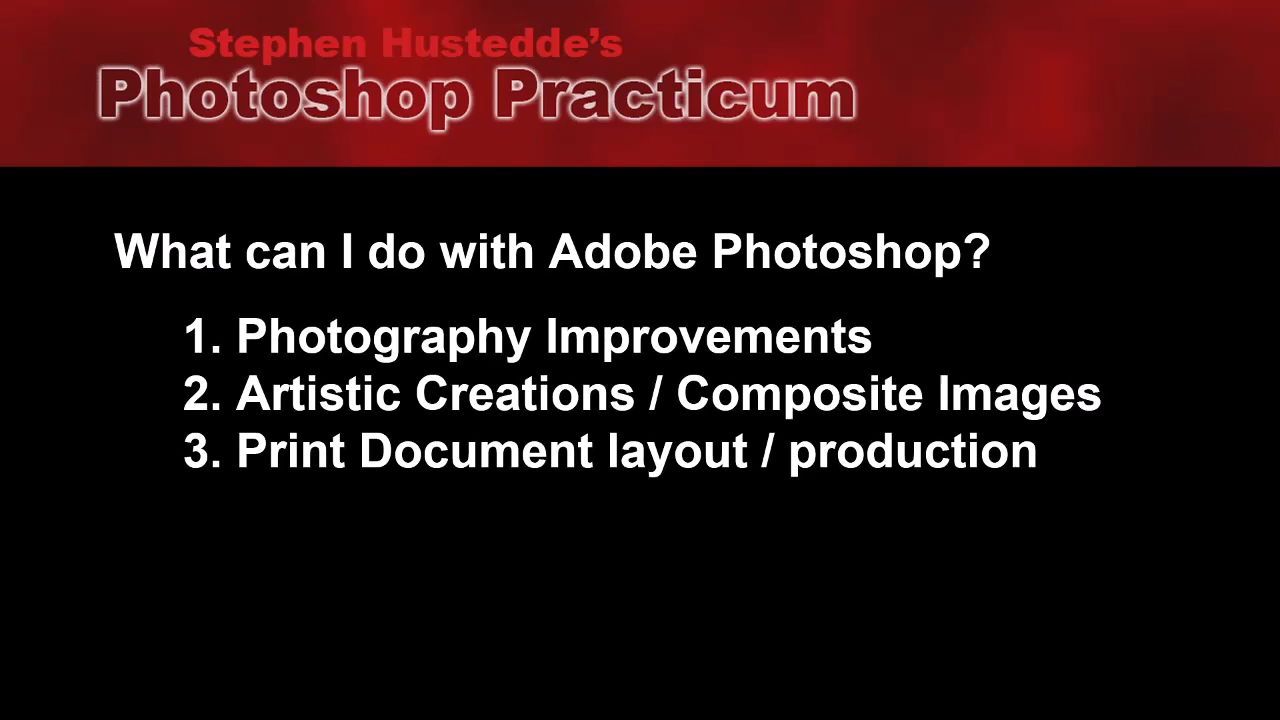 Stephen Hustedde’s
Photoshop Practicum
What can I do with Adobe Photoshop?
1. Photography Improvements
2. Artistic Creations / Composite Images
3. Print Document layout / production